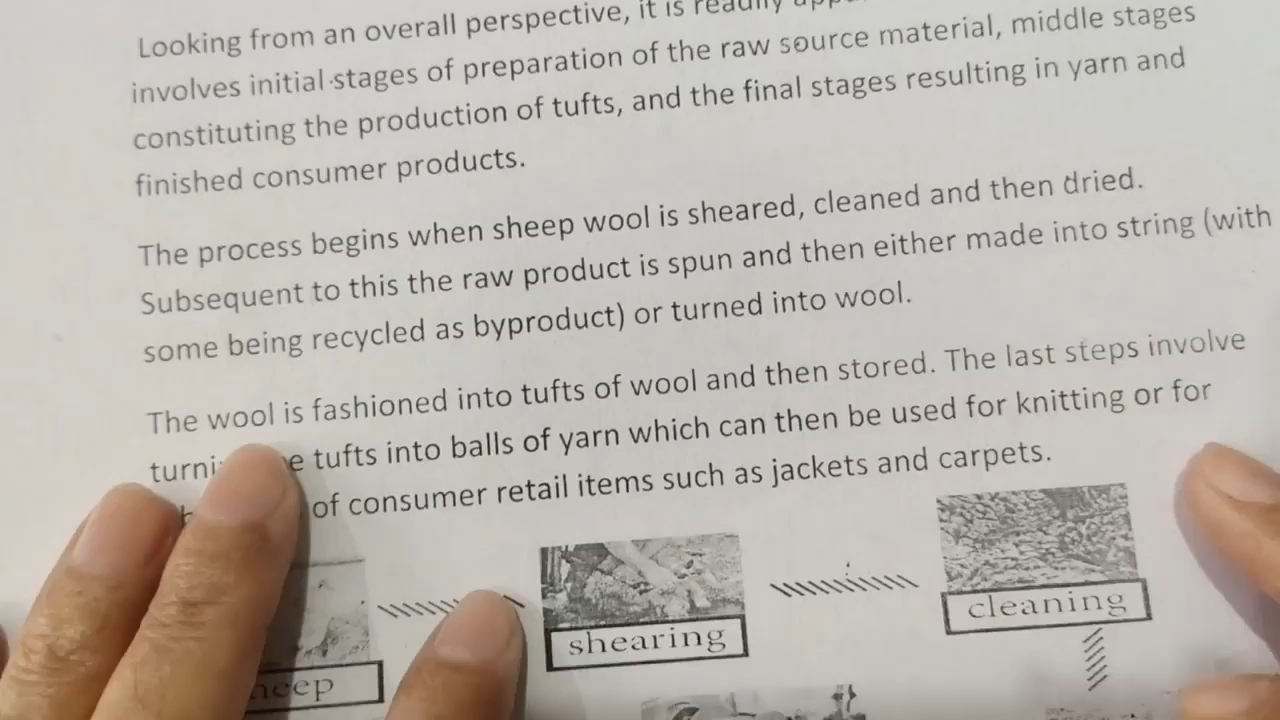 Looking from an overall perspective, it is readily
involves initial stages of preparation of the raw source material, middle stages
constituting the production of tufts, and the final stages resulting in yarn and
finished consumer products.
The process begins when sheep wool is sheared, cleaned and then dried.
Subsequent to this the raw product is spun and then either made into string (with
some being recycled as byproduct) or turned into wool.
The wool is fashioned into tufts of wool and then stored. The last steps involve
tufts into balls of yarn which can then be used for knitting or for
of consumer retail items such as jackets and carpets.
shearing
cleaning